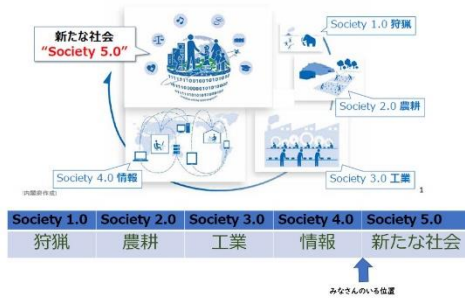 新たな社会
"Society 5.0"
Society 1.0 狩猟
Society 2.0 農耕
Society 3.0 工業
Society 4.0 情報
(内閣府作成)
1
Society 1.0 Society 2.0 Society 3.0 Society 4.0 Society 5.0
狩猟 農耕 工業 情報 新たな社会
みなさんのいる位置